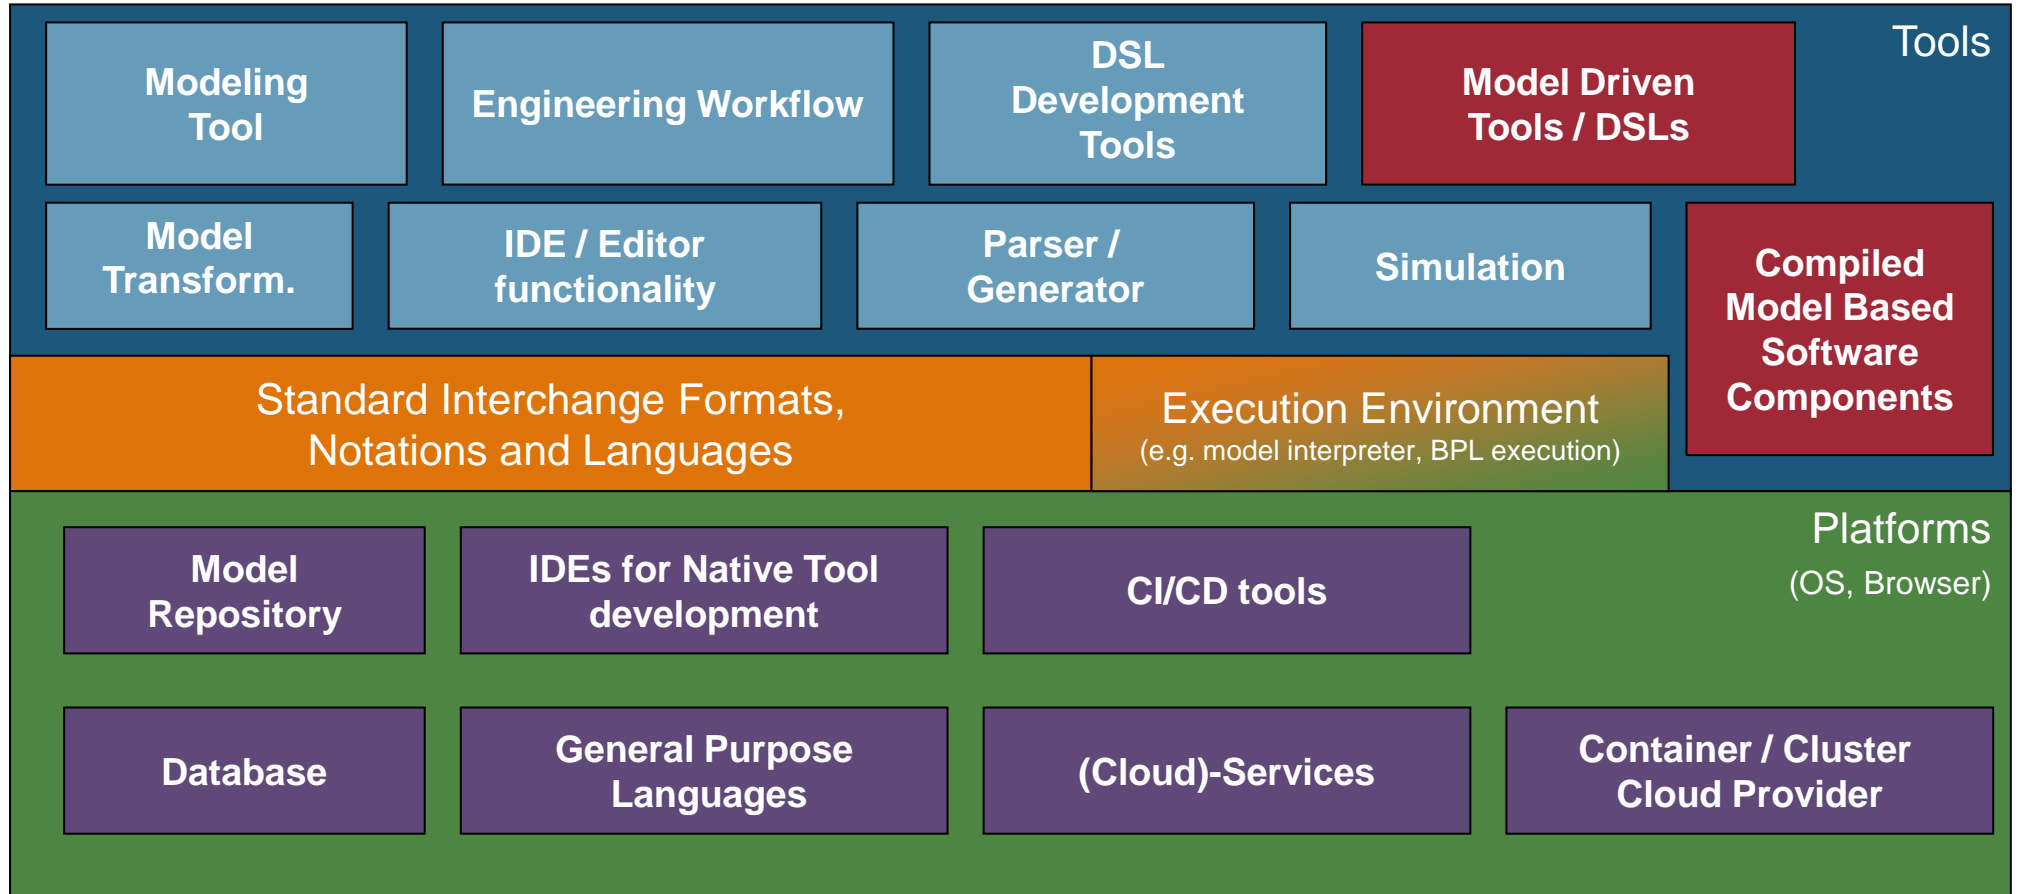 Tools
Modeling
Tool
Engineering Workflow
DSL
Development
Tools
Model Driven
Tools / DSLs
Model
Transform.
IDE / Editor
functionality
Parser /
Generator
Simulation
Compiled
Model Based
Software
Components
Standard Interchange Formats,
Notations and Languages
Execution Environment
(e.g. model interpreter, BPL execution)
Platforms
(OS, Browser)
Model
Repository
IDEs for Native Tool
development
CI/CD tools
Database
General Purpose
Languages
(Cloud)-Services
Container / Cluster
Cloud Provider